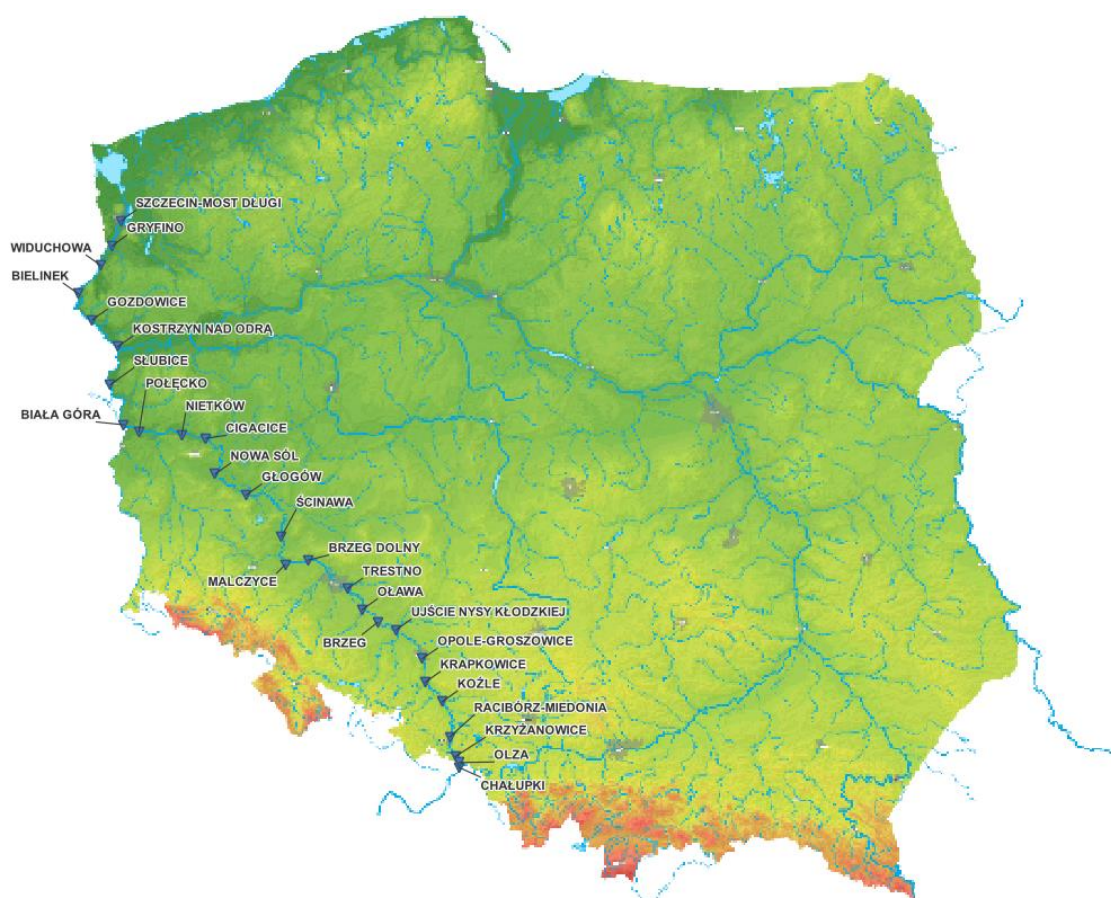 SZCZECIN-MOST DŁUGI
GRYFINO
WIDUCHOWA
BIELINEK
GOZDOWICE
KOSTRZYN NAD ODRĄ
SŁUBICE
POŁĘCKO
NIETKÓW
BIAŁA GÓRA
CIGACICE
NOWA SÓL
GŁOGÓW
ŚCINAWA
BRZEG DOLNY
MALCZYCE
TRESTNO
OŁAWA
UJŚCIE NYSY KŁODZKIEJ
BRZEG
OPOLE-GROSZOWICE
KRAPKOWICE
KOŹLE
RACIBÓRZ-MIEDONIA
KRZYŻANOWICE
OLZA
CHAŁUPKI